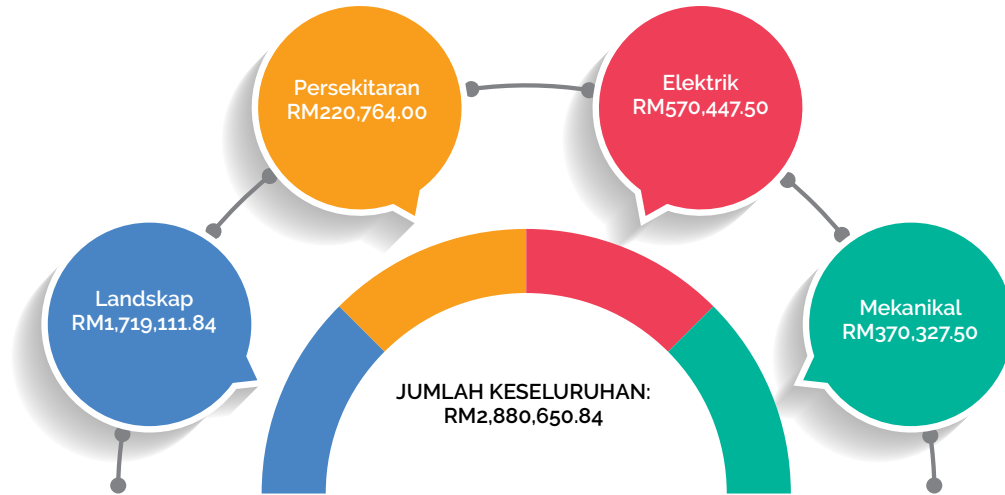 Persekitaran
RM220,764.00
Elektrik
RM570,447.50
Landskap
RM1,719,111.84
Mekanikal
RM370,327.50
JUMLAH KESELURUHAN:
RM2,880,650.84